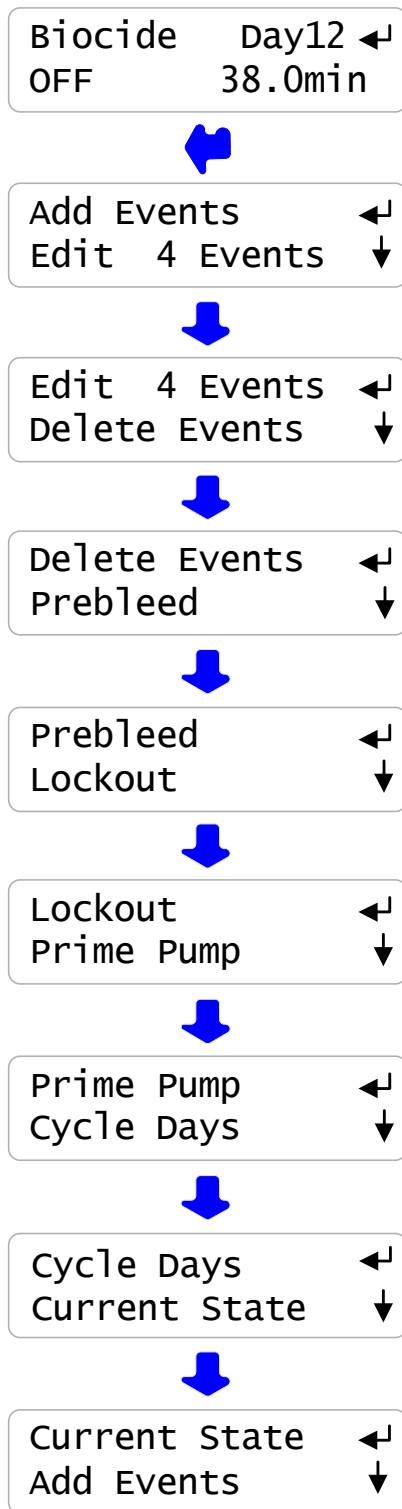 Biocide Day12
OFF 38.0min
Add Events
Edit 4 Events
Edit 4 Events
Delete Events
Delete Events
Prebleed
Prebleed
Lockout
Lockout
Prime Pump
Prime Pump
Cycle Days
Cycle Days
Current State
Current State
Add Events